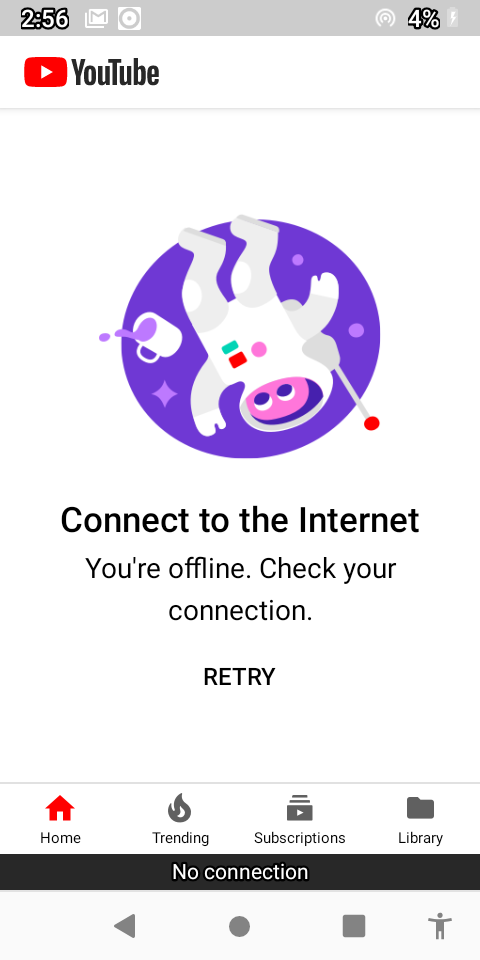 2:56 4%
YouTube
Connect to the Internet
You're offline. Check your
connection.
RETRY
Home Trending Subscriptions Library
No connection